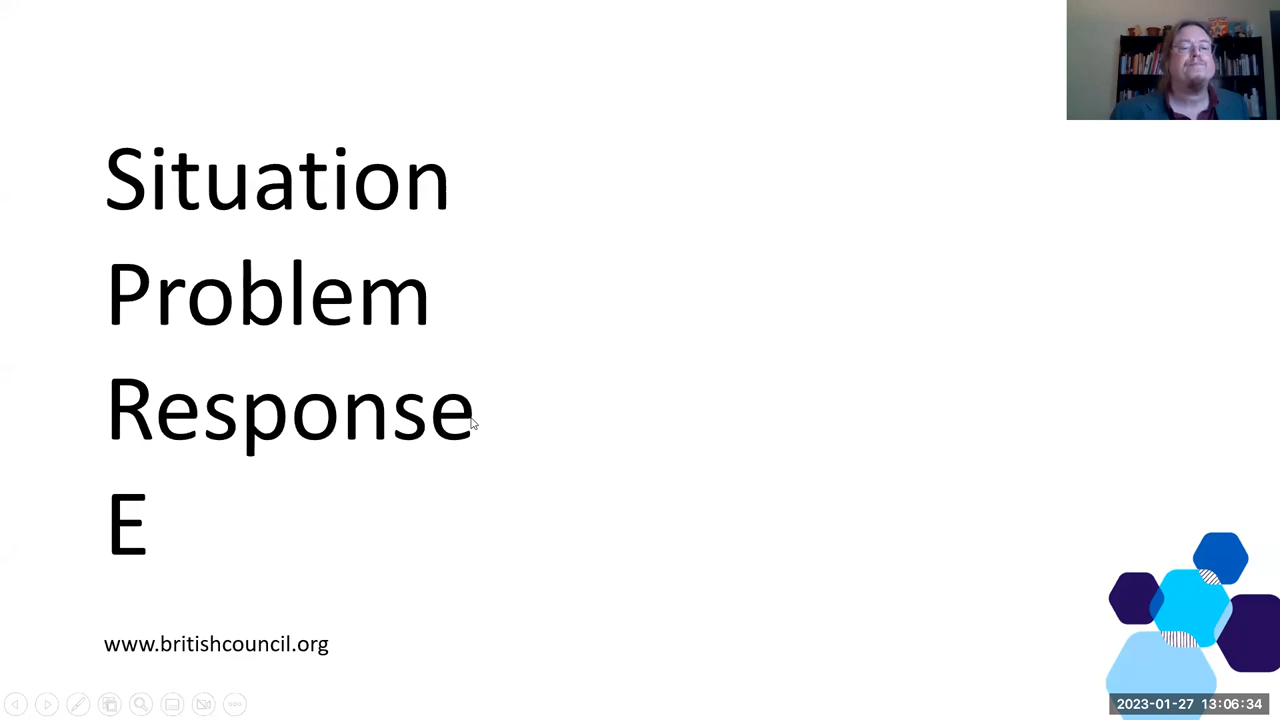 Situation
Problem
Response
E
www.britishcouncil.org
2023-01-27 13:06:34